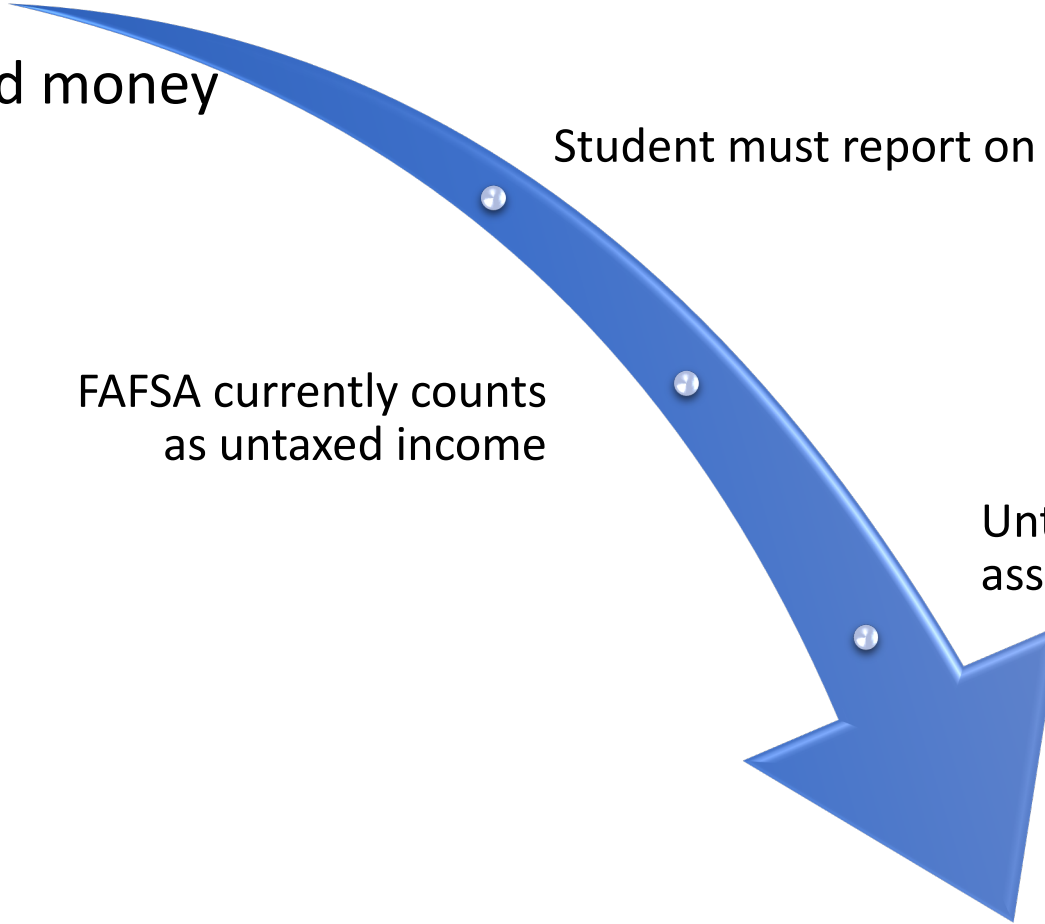 d money
Student must report on
FAFSA currently counts
as untaxed income
Unt
ass